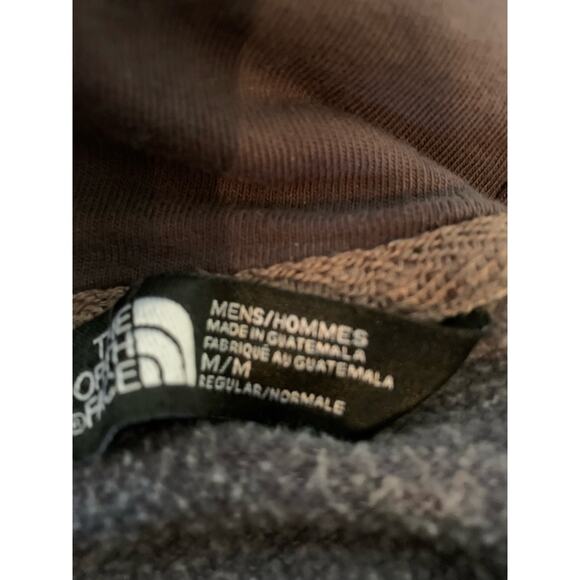 THE
NORTH
FACE
MENS/HOMMES
MADE IN GUATEMALA
FABRIQUÉ AU GUATEMALA
M/M
REGULAR/NORMALE